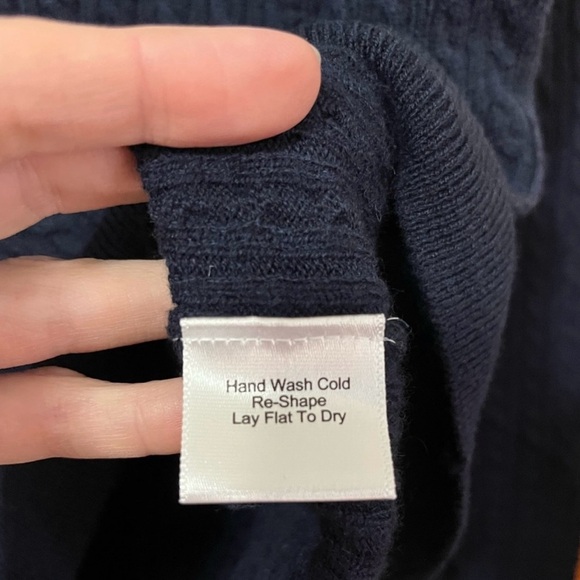 Hand Wash Cold
Re-Shape
Lay Flat To Dry